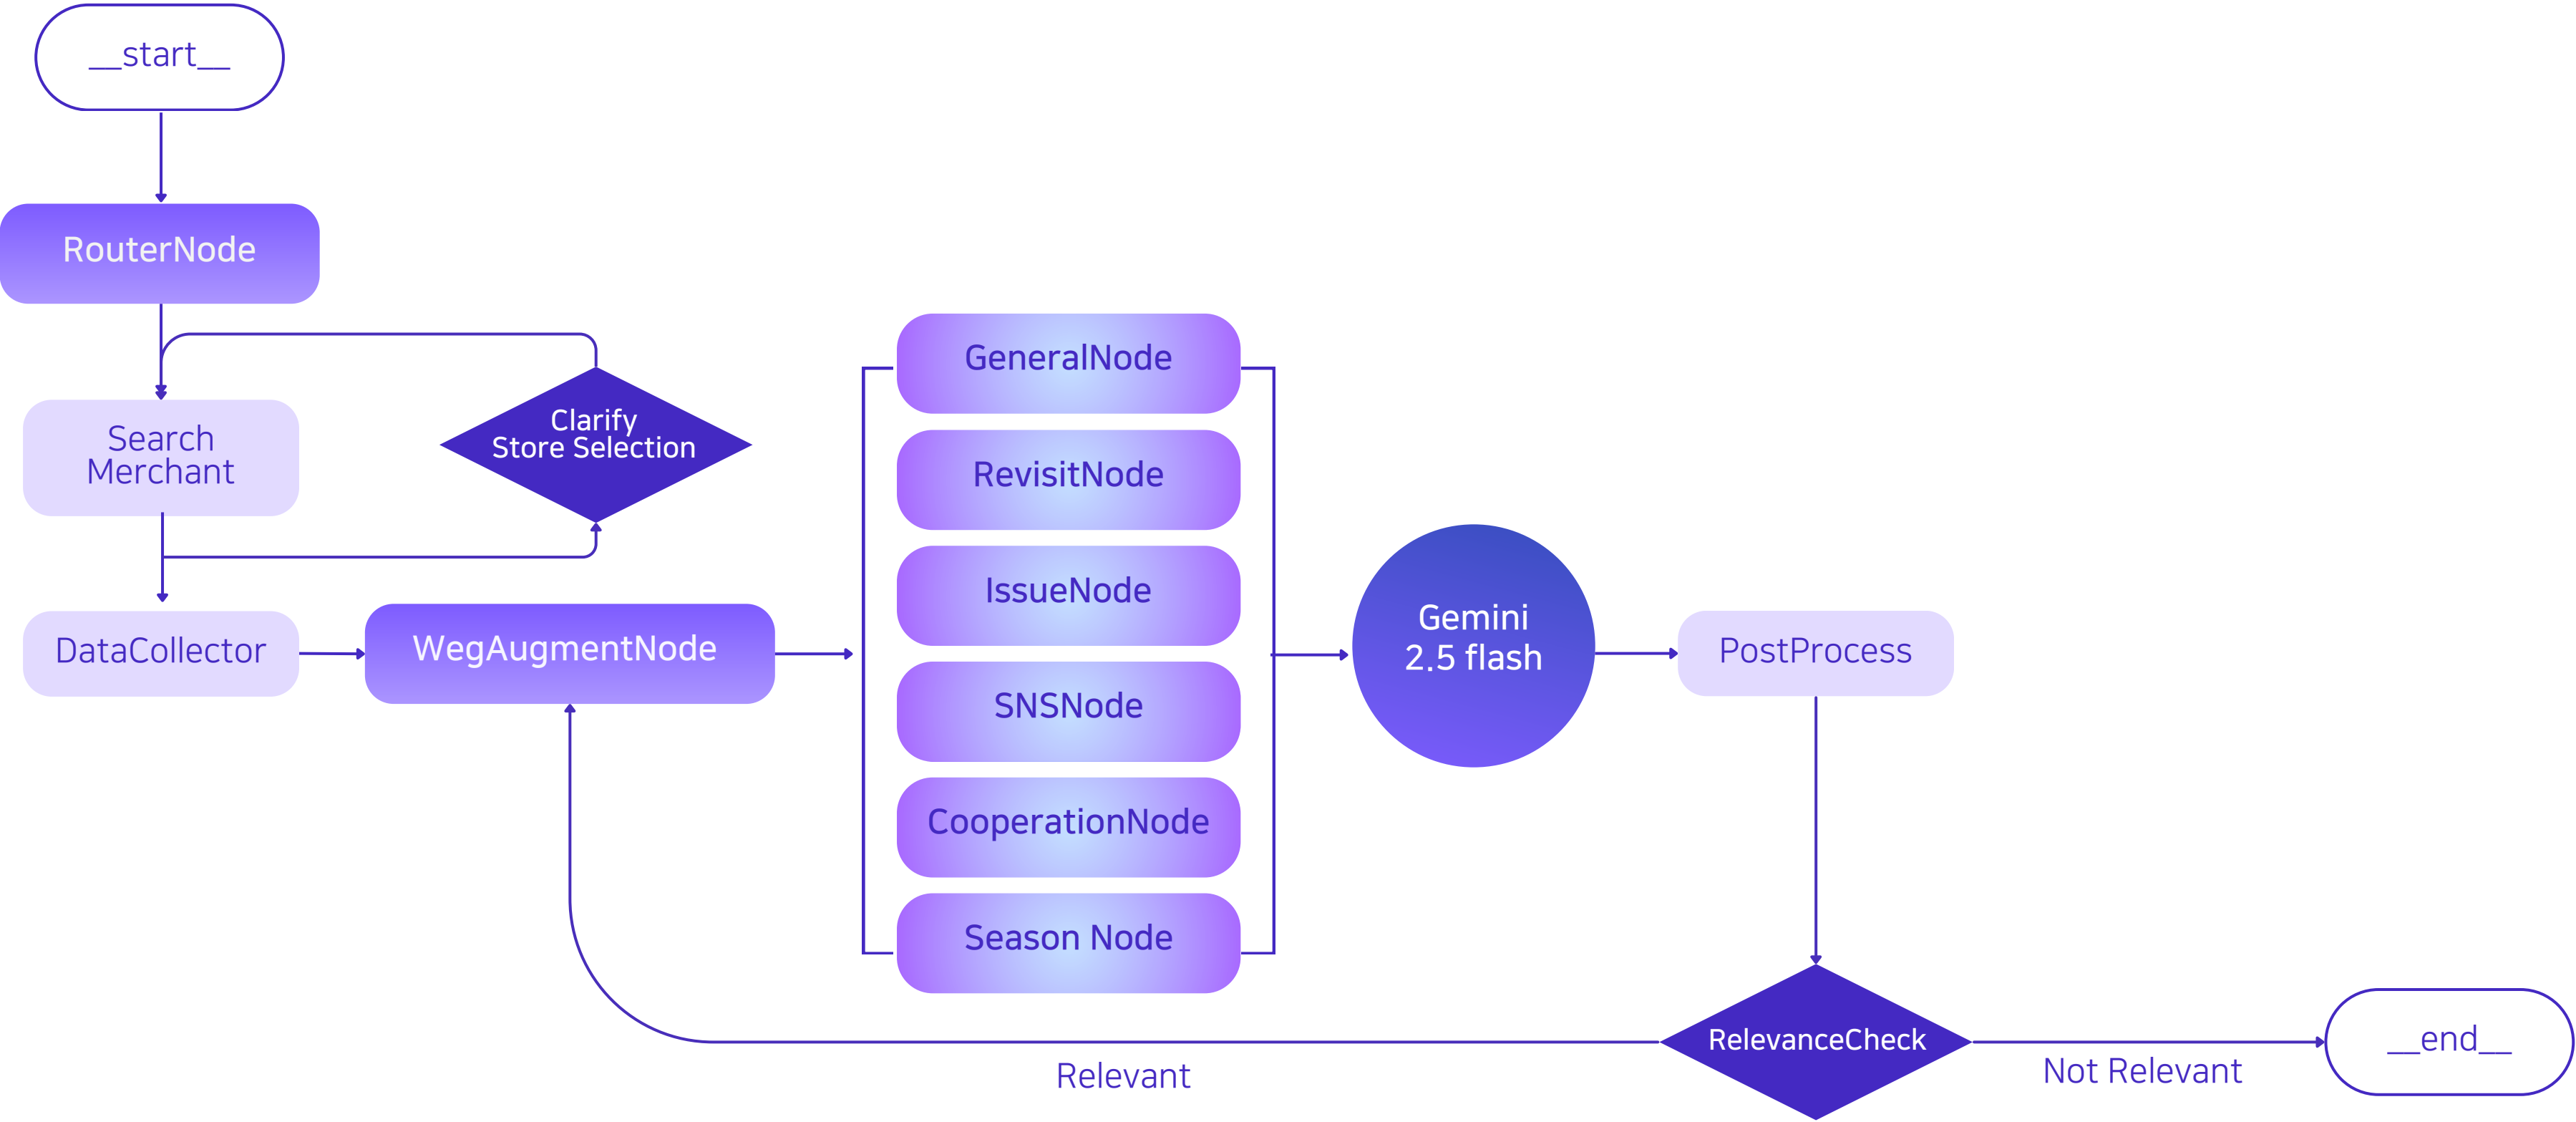 __start__
RouterNode
Search
Merchant
Clarify
Store Selection
DataCollector
WegAugmentNode
GeneralNode
RevisitNode
IssueNode
SNSNode
CooperationNode
Season Node
Gemini
2.5 flash
PostProcess
RelevanceCheck
Relevant
Not Relevant
__end__